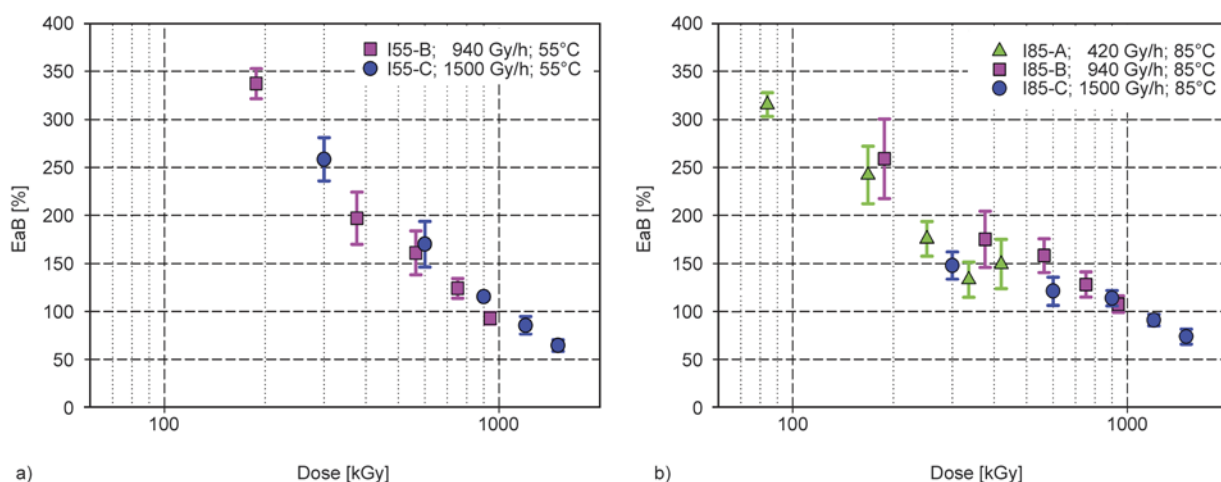 400
350
300
250
200
150
100
50
0
EaB [%]
I55-B; 940 Gy/h; 55°C
I55-C; 1500 Gy/h; 55°C
100 1000
a) Dose [kGy]
400
350
300
250
200
150
100
50
0
EaB [%]
I85-A; 420 Gy/h; 85°C
I85-B; 940 Gy/h; 85°C
I85-C; 1500 Gy/h; 85°C
100 1000
b) Dose [kGy]